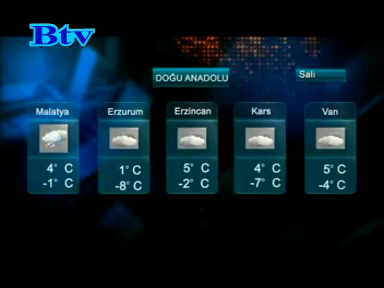 Btv
DOĞU ANADOLU
Salı
Malatya
4° C
-1° C
Erzurum
1° C
-8° C
Erzincan
5° C
-2° C
Kars
4° C
-7° C
Van
5° C
-4° C